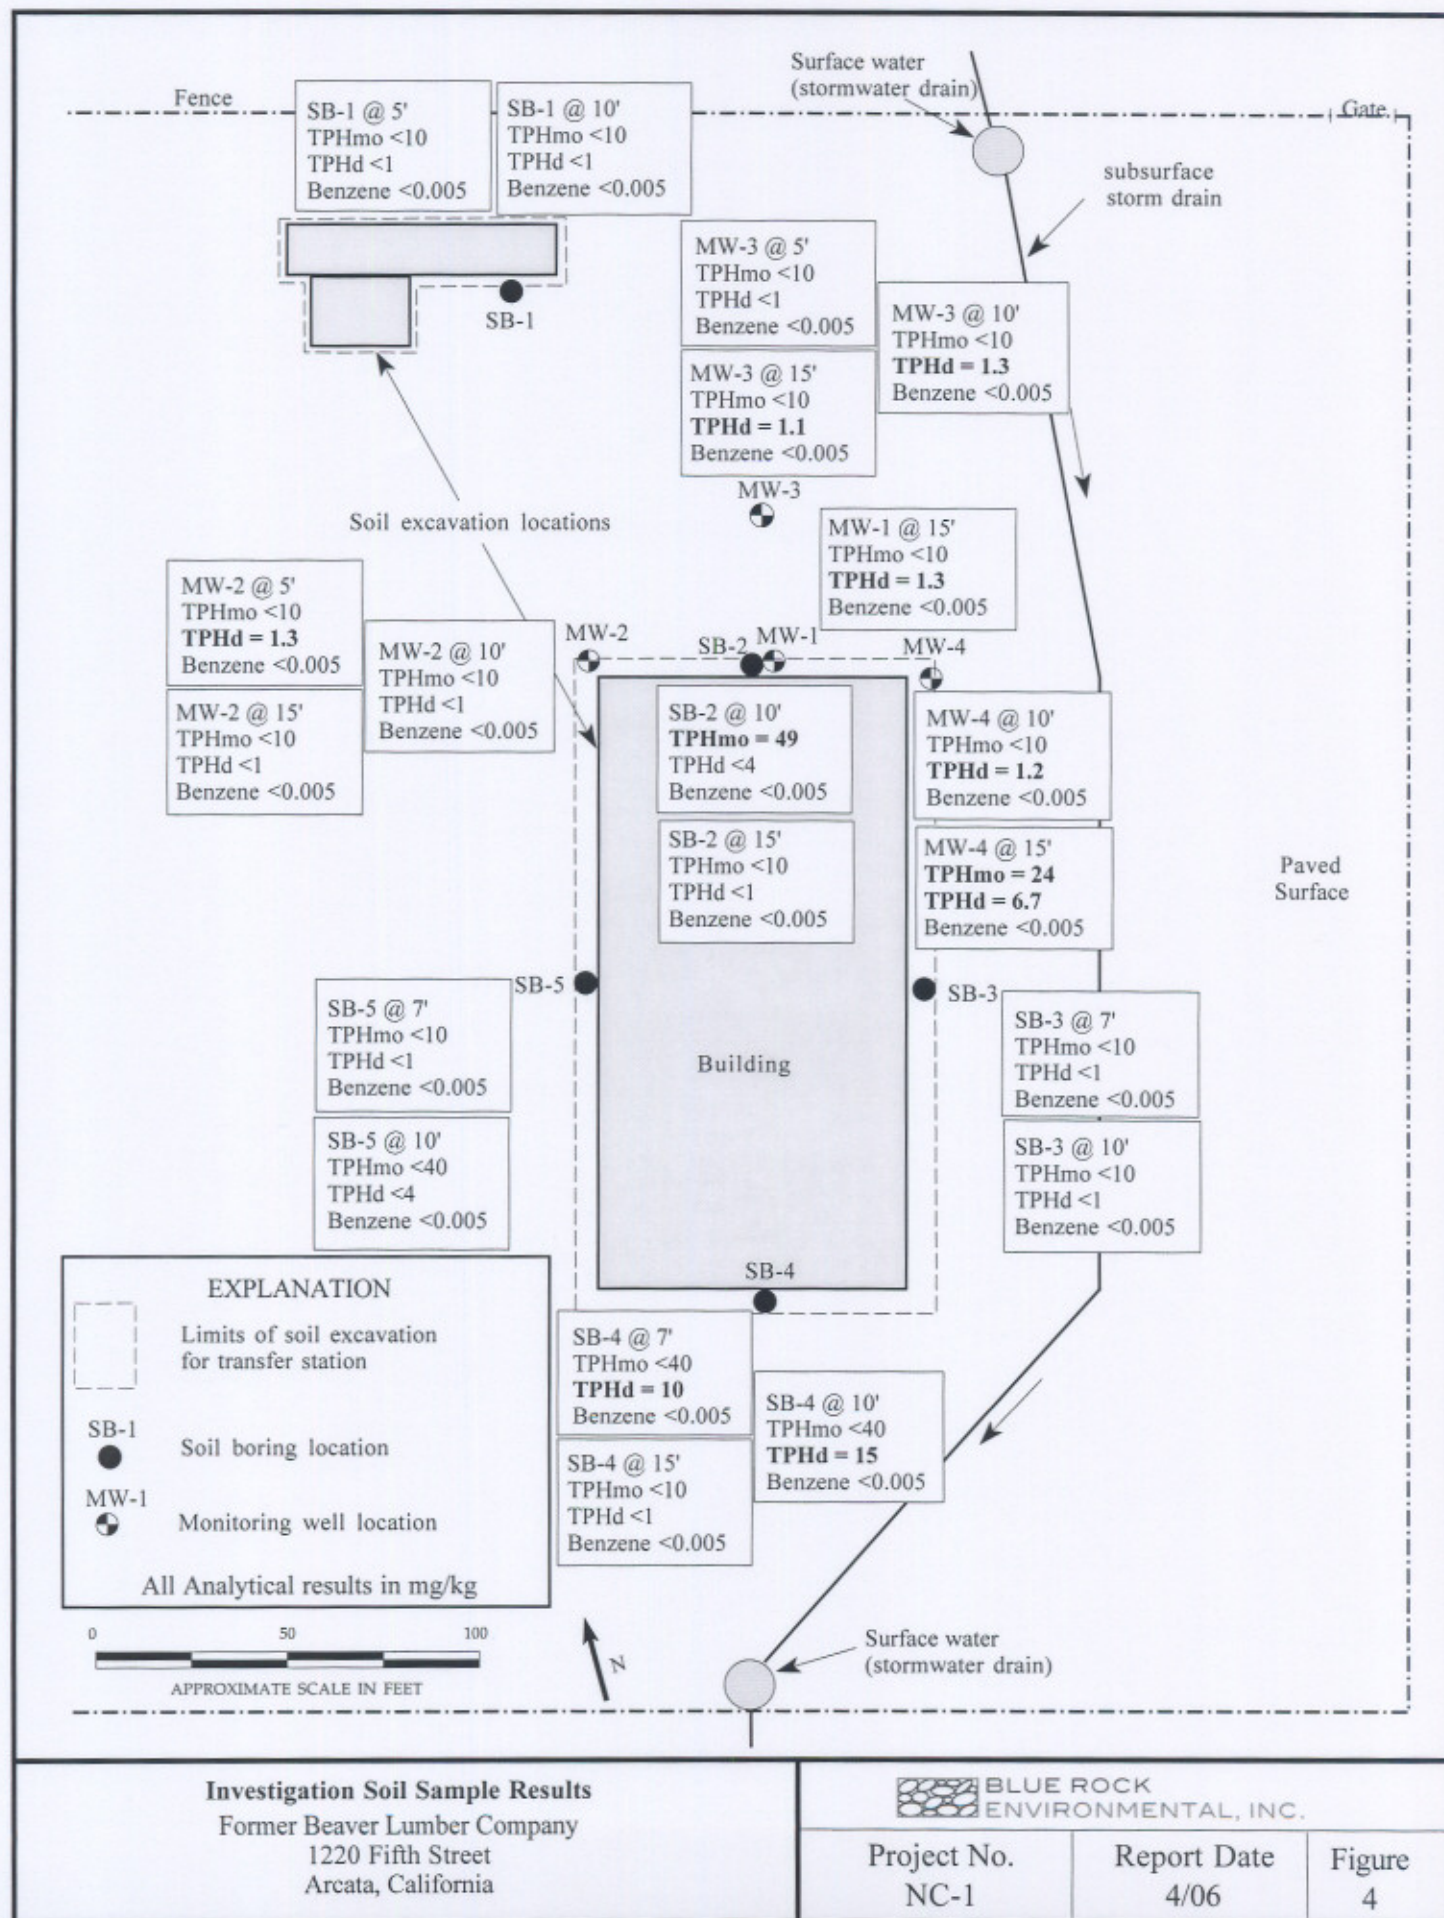 Fence
SB-1 @ 5'
TPHmo <10
TPHd <1
Benzene <0.005
SB-1 @ 10'
TPHmo <10
TPHd <1
Benzene <0.005
Surface water
(stormwater drain)
Gate
subsurface
storm drain
SB-1
MW-3 @ 5'
TPHmo <10
TPHd <1
Benzene <0.005
MW-3 @ 10'
TPHmo <10
TPHd = 1.3
Benzene <0.005
MW-3 @ 15'
TPHmo <10
TPHd = 1.1
Benzene <0.005
MW-3
Soil excavation locations
MW-1 @ 15'
TPHmo <10
TPHd = 1.3
Benzene <0.005
MW-2 @ 5'
TPHmo <10
TPHd = 1.3
Benzene <0.005
MW-2 @ 10'
TPHmo <10
TPHd <1
Benzene <0.005
MW-2 @ 15'
TPHmo <10
TPHd <1
Benzene <0.005
MW-2
SB-2
MW-1
MW-4
SB-2 @ 10'
TPHmo = 49
TPHd <4
Benzene <0.005
SB-2 @ 15'
TPHmo <10
TPHd <1
Benzene <0.005
MW-4 @ 10'
TPHmo <10
TPHd = 1.2
Benzene <0.005
MW-4 @ 15'
TPHmo = 24
TPHd = 6.7
Benzene <0.005
Paved
Surface
SB-5
SB-3
SB-5 @ 7'
TPHmo <10
TPHd <1
Benzene <0.005
SB-5 @ 10'
TPHmo <40
TPHd <4
Benzene <0.005
Building
SB-3 @ 7'
TPHmo <10
TPHd <1
Benzene <0.005
SB-3 @ 10'
TPHmo <10
TPHd <1
Benzene <0.005
SB-4
SB-4 @ 7'
TPHmo <40
TPHd = 10
Benzene <0.005
SB-4 @ 10'
TPHmo <40
TPHd = 15
Benzene <0.005
SB-4 @ 15'
TPHmo <10
TPHd <1
Benzene <0.005
EXPLANATION
Limits of soil excavation
for transfer station
SB-1
Soil boring location
MW-1
Monitoring well location
All Analytical results in mg/kg
0 50 100
APPROXIMATE SCALE IN FEET
N
Surface water
(stormwater drain)
Investigation Soil Sample Results
Former Beaver Lumber Company
1220 Fifth Street
Arcata, California
BLUE ROCK
ENVIRONMENTAL, INC.
Project No.
NC-1
Report Date
4/06
Figure
4